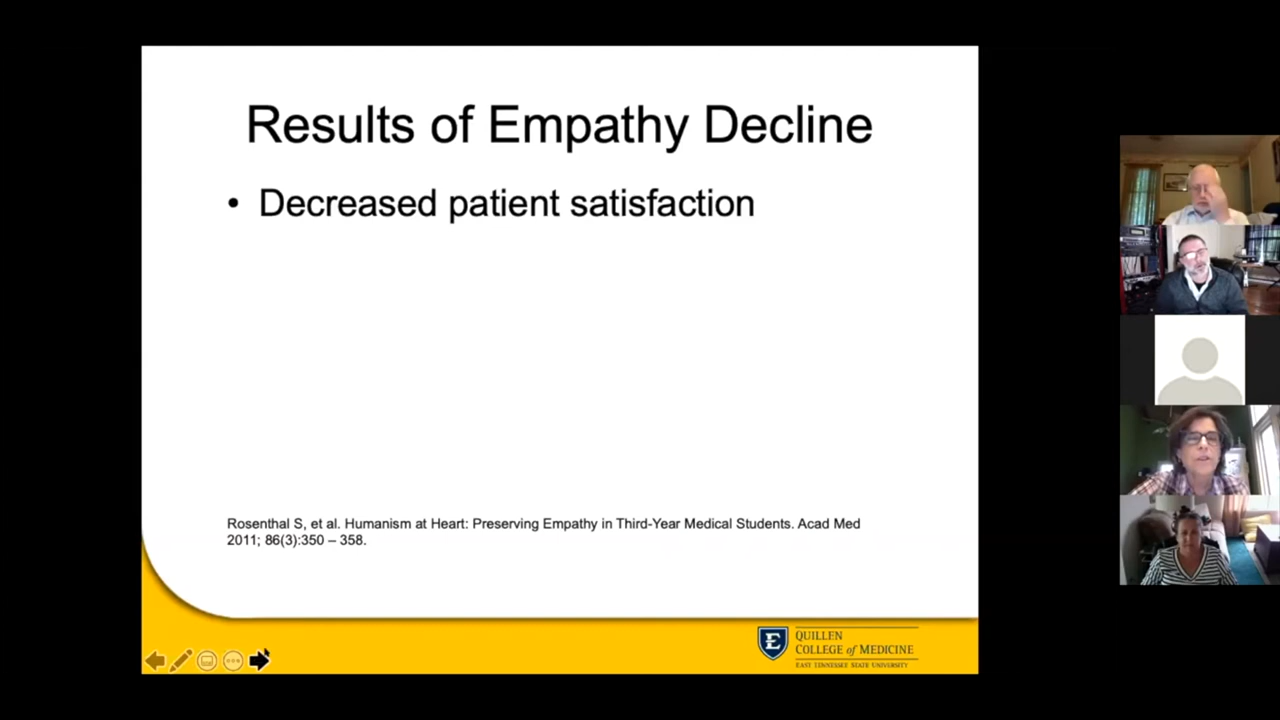 Results of Empathy Decline
• Decreased patient satisfaction
Rosenthal S, et al. Humanism at Heart: Preserving Empathy in Third-Year Medical Students. Acad Med
2011; 86(3):350 – 358.
E
QUILLEN
COLLEGE of MEDICINE
EAST TENNESSEE STATE UNIVERSITY